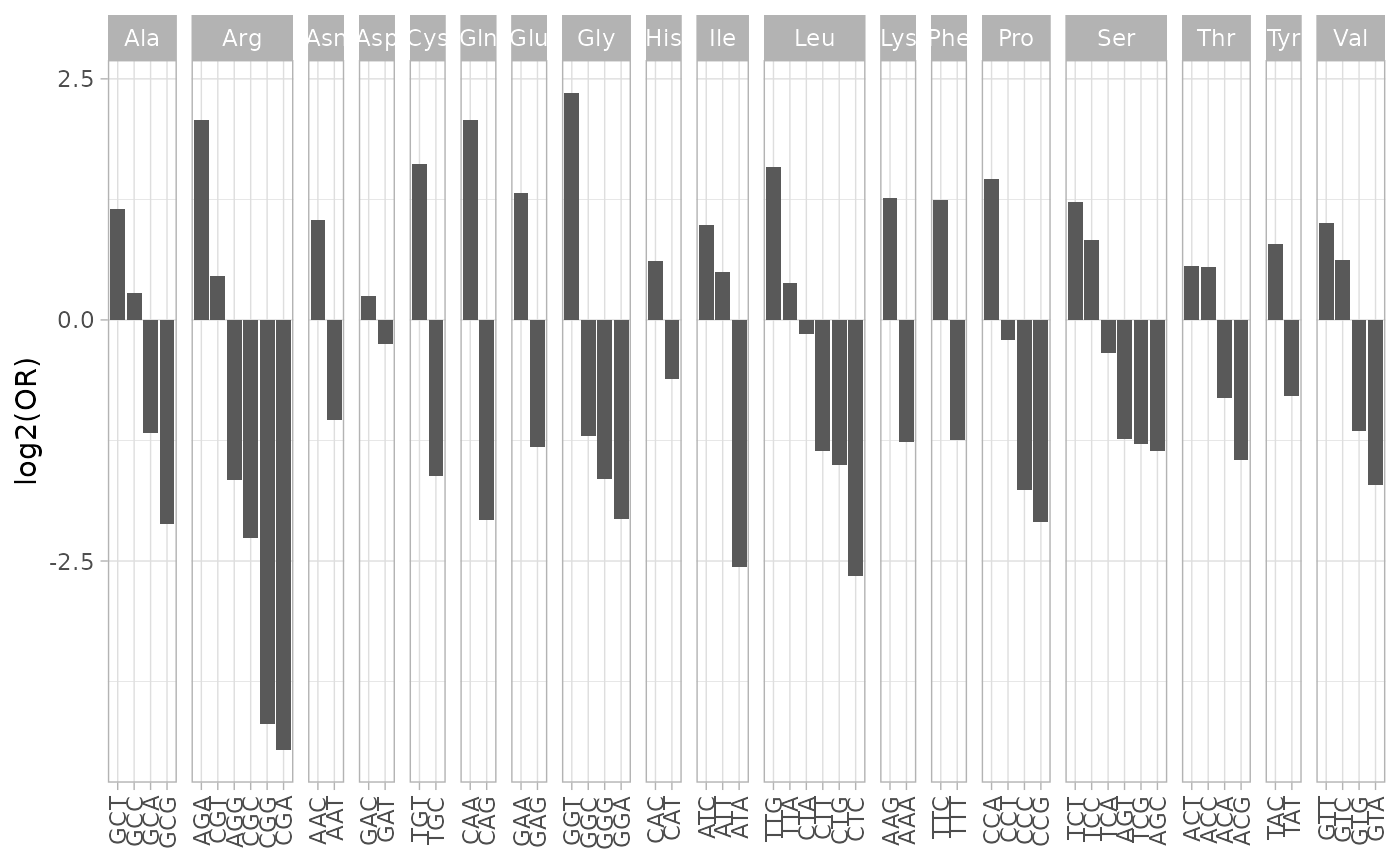 Ala Arg Asn Asp Cys Gln Glu Gly His Ile Leu Lys Phe Pro Ser Thr Tyr Val
2.5
0.0
-2.5
log2(OR)
GCT GCC GCA GCG AGA CGT AGG CGC CGG CGA AAC AAT GAC GAT TGT TGC CAA CAG GAA GAG GGT GGC GGG GGA CAC CAT ATC ATT ATA TTG TTA CTA CTT CTG CTC AAG AAA TTC TTT CCA CCT CCC CCG TCT TCC TCA AGT TCG AGC ACT ACC ACA ACG TAC TAT GTT GTC GTG GTA